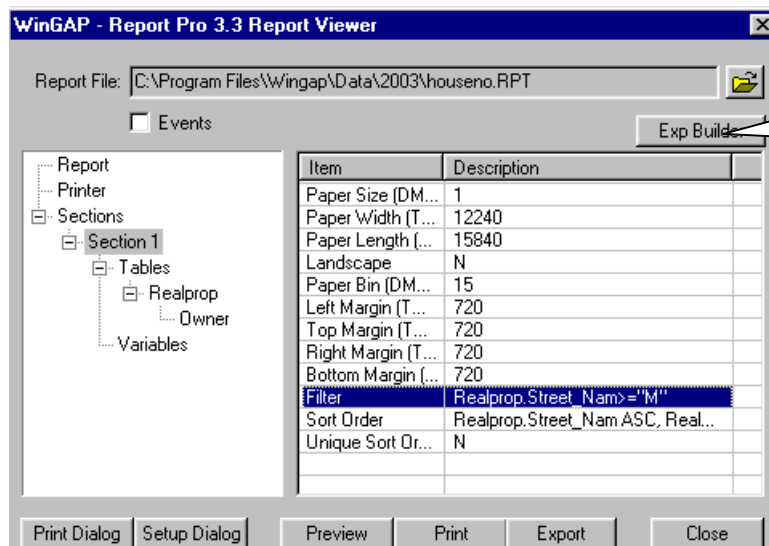 WinGAP - Report Pro 3.3 Report Viewer
Report File: C:\Program Files\Wingap\Data\2003\houseno.RPT
Events
Exp Builder
Report
Printer
Sections
Section 1
Tables
Realprop
Owner
Variables
Item Description
Paper Size (DM... 1
Paper Width (T... 12240
Paper Length (... 15840
Landscape N
Paper Bin (DM... 15
Left Margin (T... 720
Top Margin (T... 720
Right Margin (T... 720
Bottom Margin (... 720
Filter Realprop.Street_Nam>="M"
Sort Order Realprop.Street_Nam ASC, Real...
Unique Sort Or... N
Print Dialog Setup Dialog Preview Print Export Close